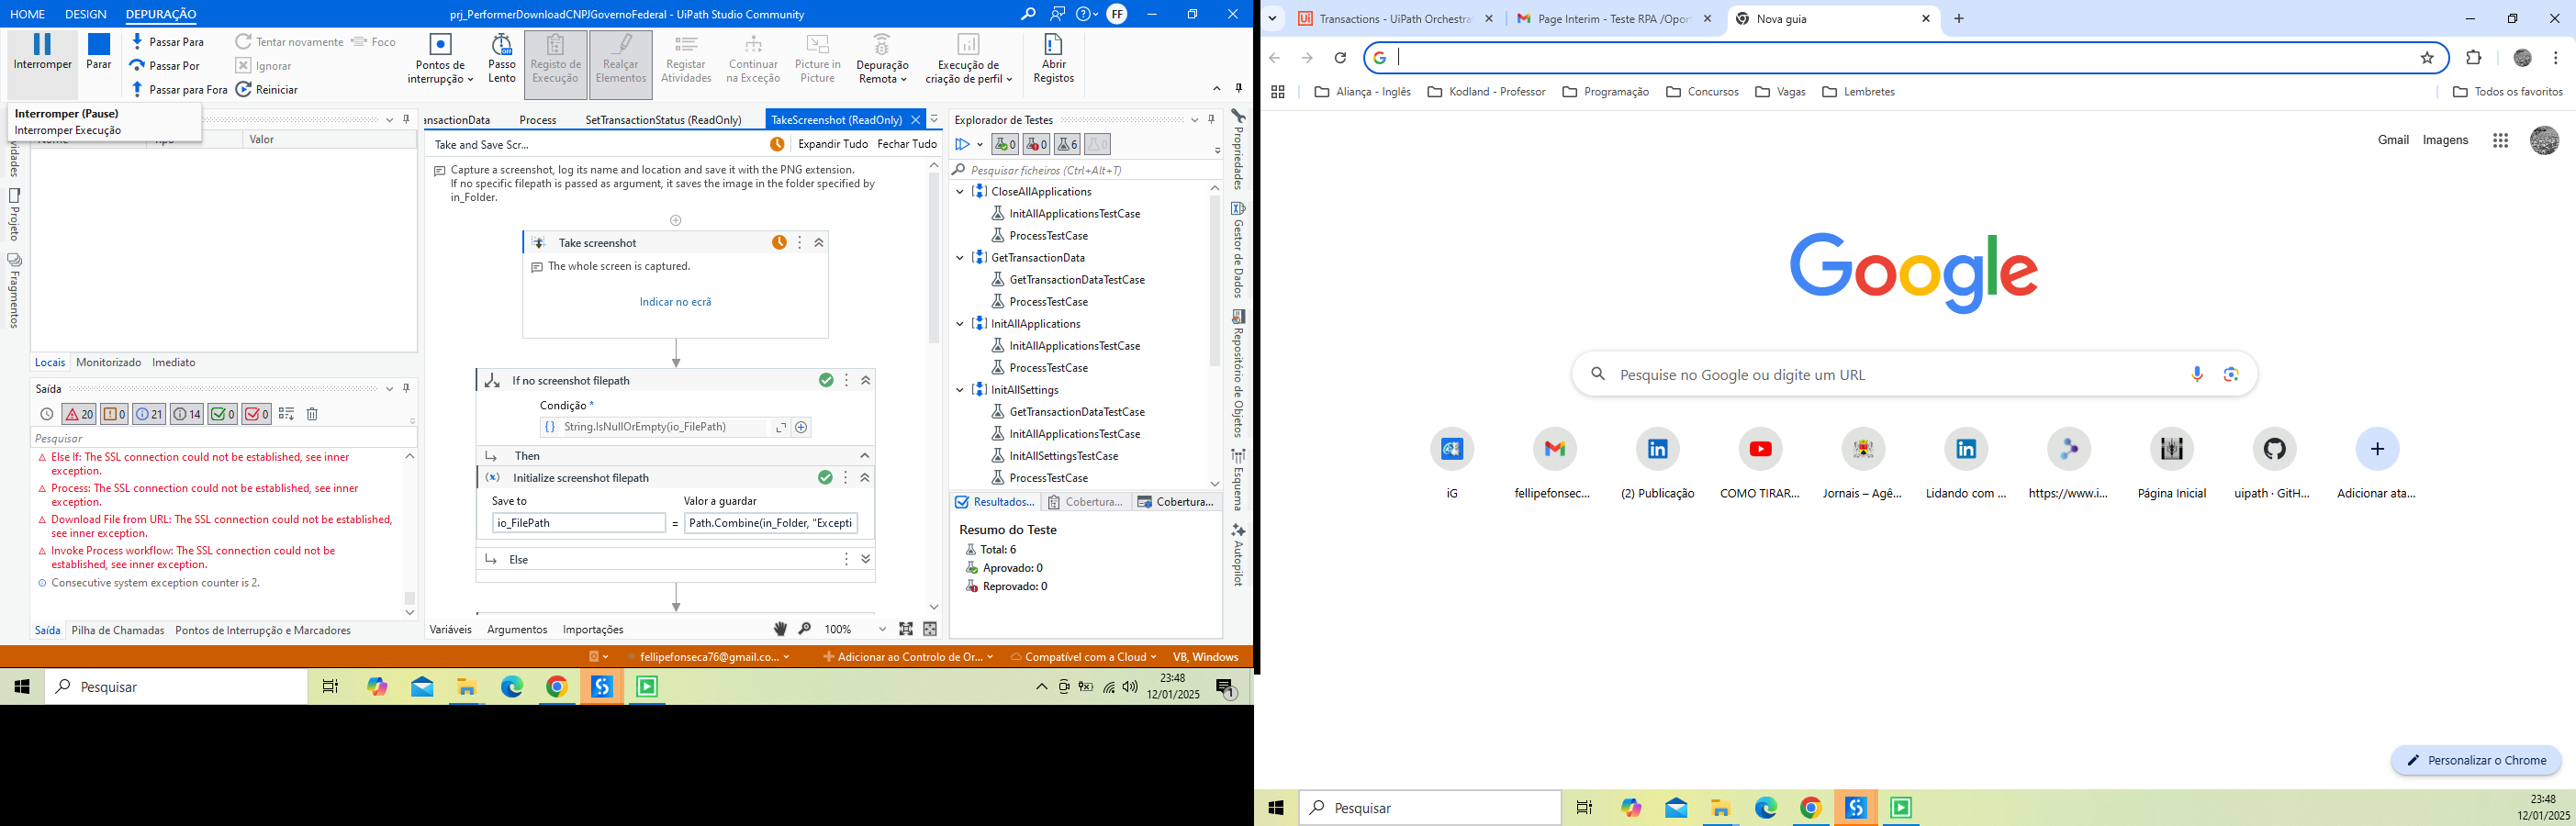 HOME DESIGN DEPURAÇÃO
prj_PerformerDownloadCNPJGovernoFederal - UiPath Studio Community
FF
Interromper
Parar
Passar Para
Passar Por
Passar para Fora
Tentar novamente
Foco
Ignorar
Reiniciar
Pontos de interrupção
Passo Lento
Registo de Execução
Realçar Elementos
Registar Atividades
Continuar na Exceção
Picture in Picture
Depuração Remota
Execução de criação de perfil
Abrir Registos
Interromper (Pause)
Interromper Execução
Valor
Projeto
Fragmentos
Locais Monitorizado Imediato
Saída
20 0 21 14 0 0
Pesquisar
Else If: The SSL connection could not be established, see inner
exception.
Process: The SSL connection could not be established, see inner
exception.
Download File from URL: The SSL connection could not be established,
see inner exception.
Invoke Process workflow: The SSL connection could not be
established, see inner exception.
Consecutive system exception counter is 2.
Saída Pilha de Chamadas Pontos de Interrupção e Marcadores
ansactionData Process SetTransactionStatus (ReadOnly) TakeScreenshot (ReadOnly)
Take and Save Scr...
Expandir Tudo Fechar Tudo
Capture a screenshot, log its name and location and save it with the PNG extension.
If no specific filepath is passed as argument, it saves the image in the folder specified by
in_Folder.
Take screenshot
The whole screen is captured.
Indicar no ecrã
If no screenshot filepath
Condição *
String.IsNullOrEmpty(io_FilePath)
Then
Initialize screenshot filepath
Save to Valor a guardar
io_FilePath = Path.Combine(in_Folder, "Excepti
Else
Variáveis Argumentos Importações
100%
Explorador de Testes
0 0 6 0
Pesquisar ficheiros (Ctrl+Alt+T)
CloseAllApplications
InitAllApplicationsTestCase
ProcessTestCase
GetTransactionData
GetTransactionDataTestCase
ProcessTestCase
InitAllApplications
InitAllApplicationsTestCase
ProcessTestCase
InitAllSettings
GetTransactionDataTestCase
InitAllApplicationsTestCase
InitAllSettingsTestCase
ProcessTestCase
Resultados... Cobertura... Cobertura...
Resumo do Teste
Total: 6
Aprovado: 0
Reprovado: 0
Propriedades
Gestor de Dados
Repositório de Objetos
Esquema
Autopilot
fellipefonseca76@gmail.co...
Adicionar ao Controlo de Or...
Compatível com a Cloud
VB, Windows
Pesquisar
23:48
12/01/2025
1
Transactions - UiPath Orchestra
Page Interim - Teste RPA /Opor
Nova guia
Aliança - Inglês
Kodland - Professor
Programação
Concursos
Vagas
Lembretes
Todos os favoritos
Gmail Imagens
Google
Pesquise no Google ou digite um URL
iG
fellipefonsec...
(2) Publicação
COMO TIRAR...
Jornais – Agê...
Lidando com ...
https://www.i...
Página Inicial
uipath · GitH...
Adicionar ata...
Personalizar o Chrome
Pesquisar
23:48
12/01/2025